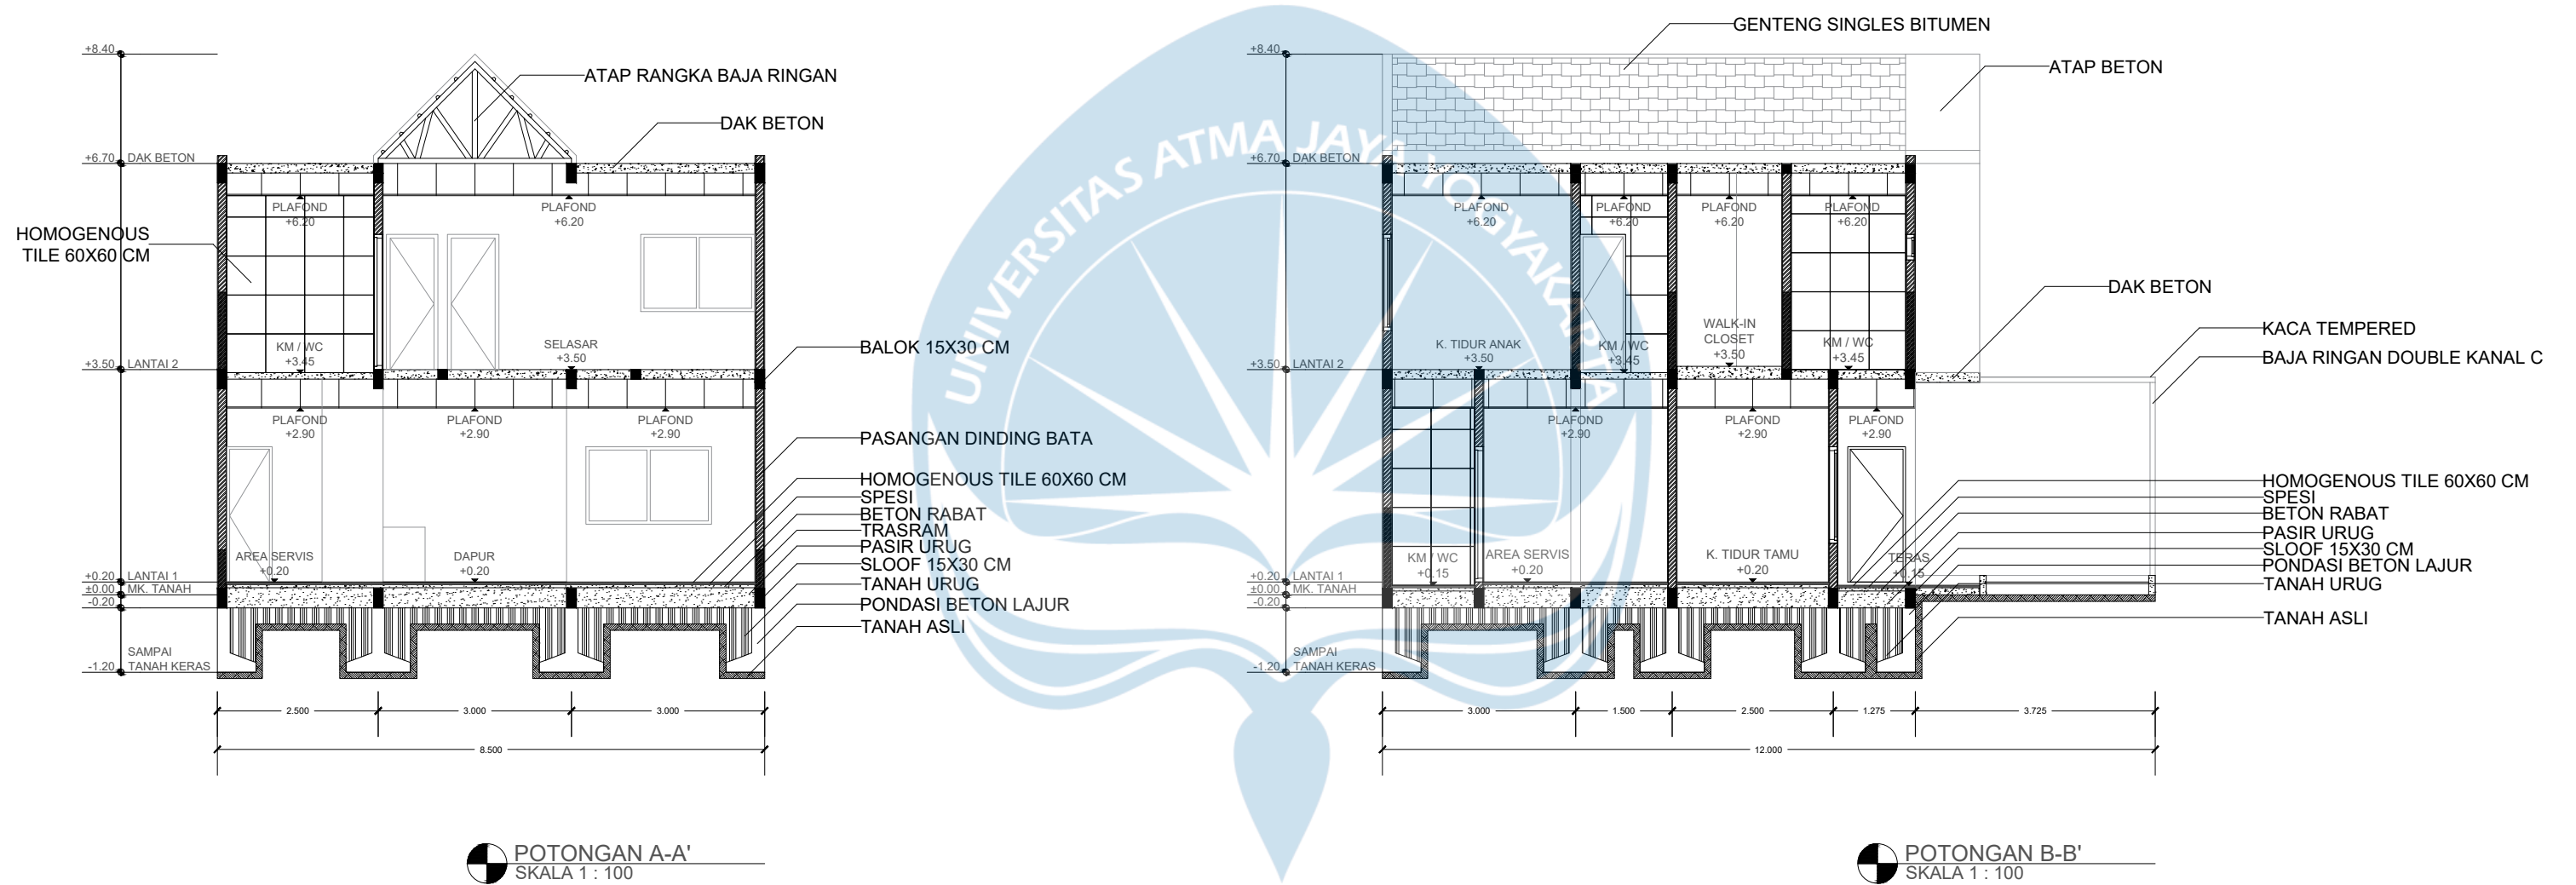 +8.40
ATAP RANGKA BAJA RINGAN
DAK BETON
+6.70 DAK BETON
PLAFOND
+6.20
PLAFOND
+6.20
HOMOGENOUS
TILE 60X60 CM
KM / WC
+3.45
SELASAR
+3.50
+3.50 LANTAI 2
BALOK 15X30 CM
PLAFOND
+2.90
PLAFOND
+2.90
PLAFOND
+2.90
PASANGAN DINDING BATA
HOMOGENOUS TILE 60X60 CM
SPESI
BETON RABAT
TRASRAM
PASIR URUG
SLOOF 15X30 CM
TANAH URUG
PONDASI BETON LAJUR
TANAH ASLI
AREA SERVIS
+0.20
DAPUR
+0.20
+0.20 LANTAI 1
±0.00 MK. TANAH
-0.20
SAMPAI
-1.20 TANAH KERAS
2.500
3.000
3.000
8.500
POTONGAN A-A'
SKALA 1 : 100
UNIVERSITAS ATMA JAYA YOGYAKARTA
GENTENG SINGLES BITUMEN
+8.40
ATAP BETON
+6.70 DAK BETON
PLAFOND
+6.20
PLAFOND
+6.20
PLAFOND
+6.20
PLAFOND
+6.20
DAK BETON
KACA TEMPERED
BAJA RINGAN DOUBLE KANAL C
K. TIDUR ANAK
+3.50
KM / WC
+3.45
WALK-IN
CLOSET
+3.50
KM / WC
+3.45
+3.50 LANTAI 2
PLAFOND
+2.90
PLAFOND
+2.90
PLAFOND
+2.90
HOMOGENOUS TILE 60X60 CM
SPESI
BETON RABAT
PASIR URUG
SLOOF 15X30 CM
PONDASI BETON LAJUR
TANAH URUG
TANAH ASLI
KM / WC
+0.15
AREA SERVIS
+0.20
K. TIDUR TAMU
+0.20
TERAS
+0.15
+0.20 LANTAI 1
±0.00 MK. TANAH
-0.20
SAMPAI
-1.20 TANAH KERAS
3.000
1.500
2.500
1.275
3.725
12.000
POTONGAN B-B'
SKALA 1 : 100